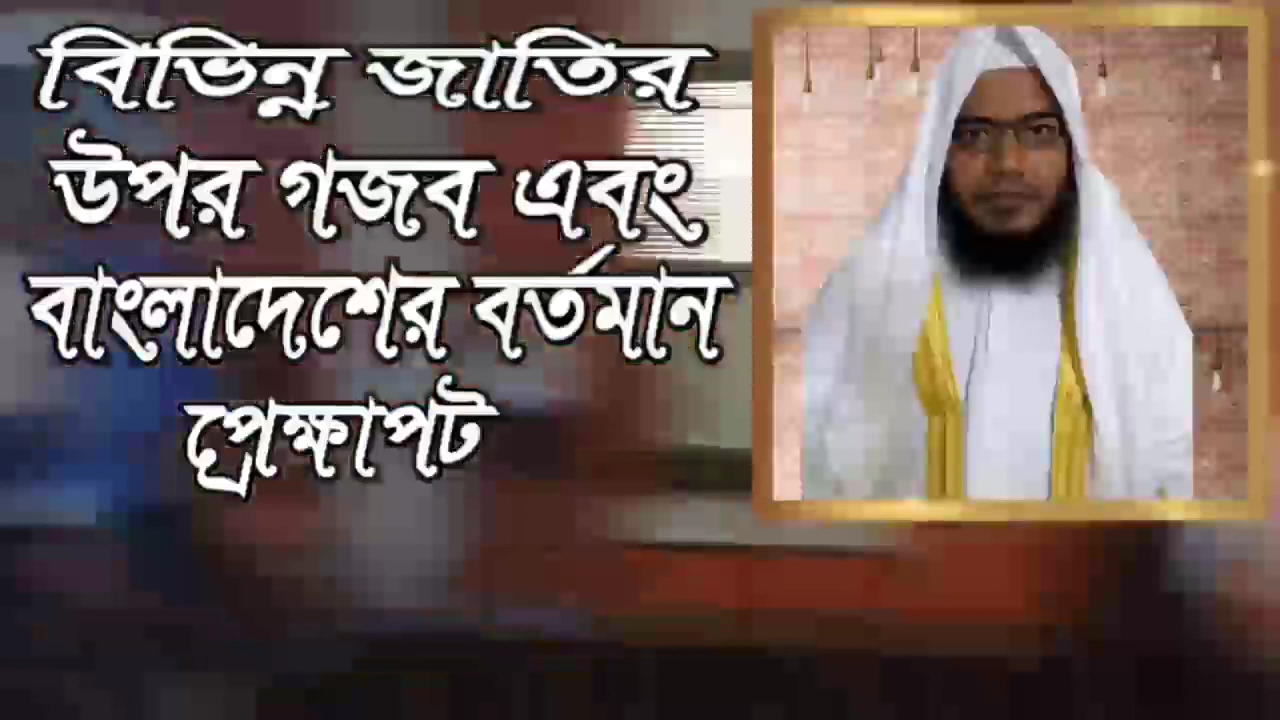 বিভিন্ন জাতির
উপর গজব এবং
বাংলাদেশের বর্তমান
প্রেক্ষাপট